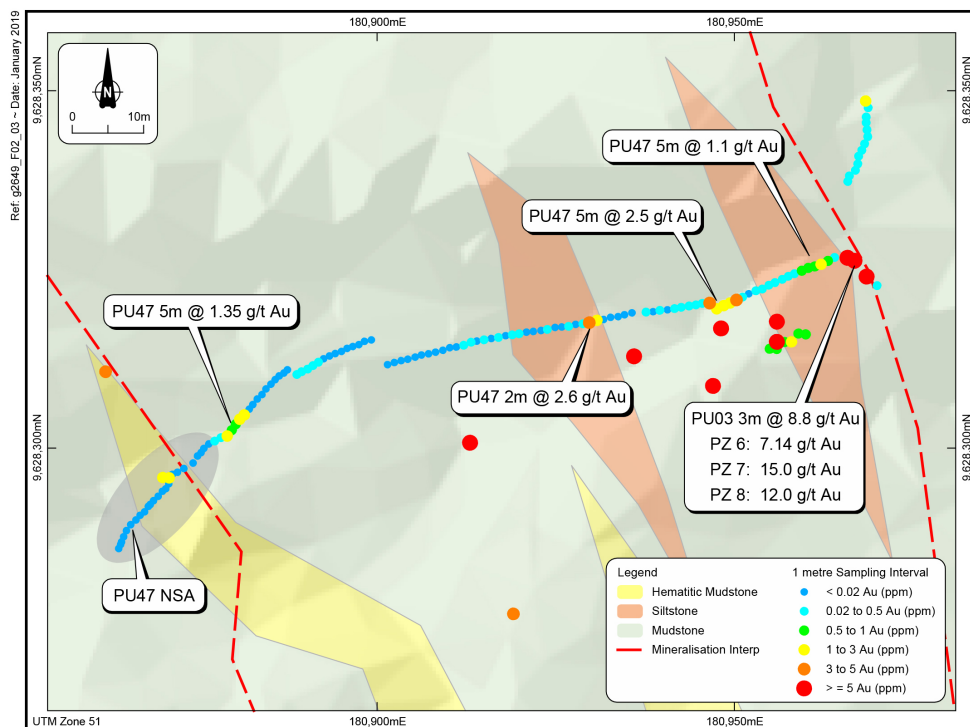 Ref: g2649_F02_03 ~ Date: January 2019
180,900mE
180,950mE
9,628,350mN
9,628,350mN
N
0
10m
PU47 5m @ 1.1 g/t Au
PU47 5m @ 2.5 g/t Au
PU47 5m @ 1.35 g/t Au
PU47 2m @ 2.6 g/t Au
PU03 3m @ 8.8 g/t Au
PZ 6: 7.14 g/t Au
PZ 7: 15.0 g/t Au
PZ 8: 12.0 g/t Au
9,628,300mN
9,628,300mN
PU47 NSA
Legend
Hematitic Mudstone
Siltstone
Mudstone
Mineralisation Interp
1 metre Sampling Interval
< 0.02 Au (ppm)
0.02 to 0.5 Au (ppm)
0.5 to 1 Au (ppm)
1 to 3 Au (ppm)
3 to 5 Au (ppm)
> = 5 Au (ppm)
UTM Zone 51
180,900mE
180,950mE